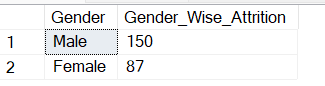 Gender Gender_Wise_Attrition
1 Male 150
2 Female 87